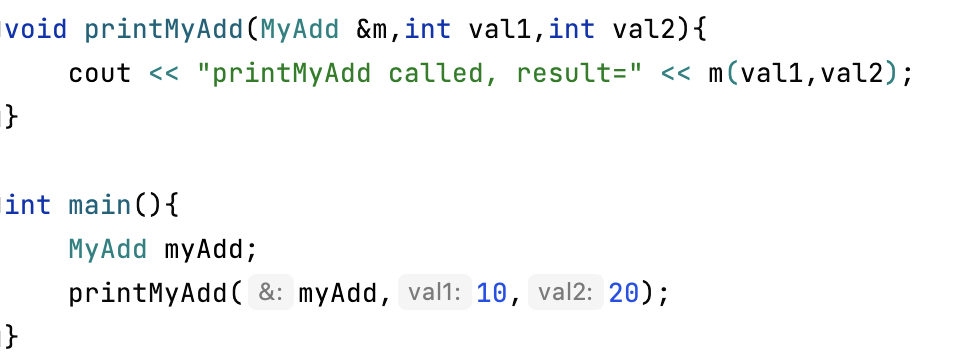 void printMyAdd(MyAdd &m,int val1,int val2){
    cout << "printMyAdd called, result=" << m(val1,val2);
}
int main(){
    MyAdd myAdd;
    printMyAdd( &: myAdd, val1: 10, val2: 20);
}